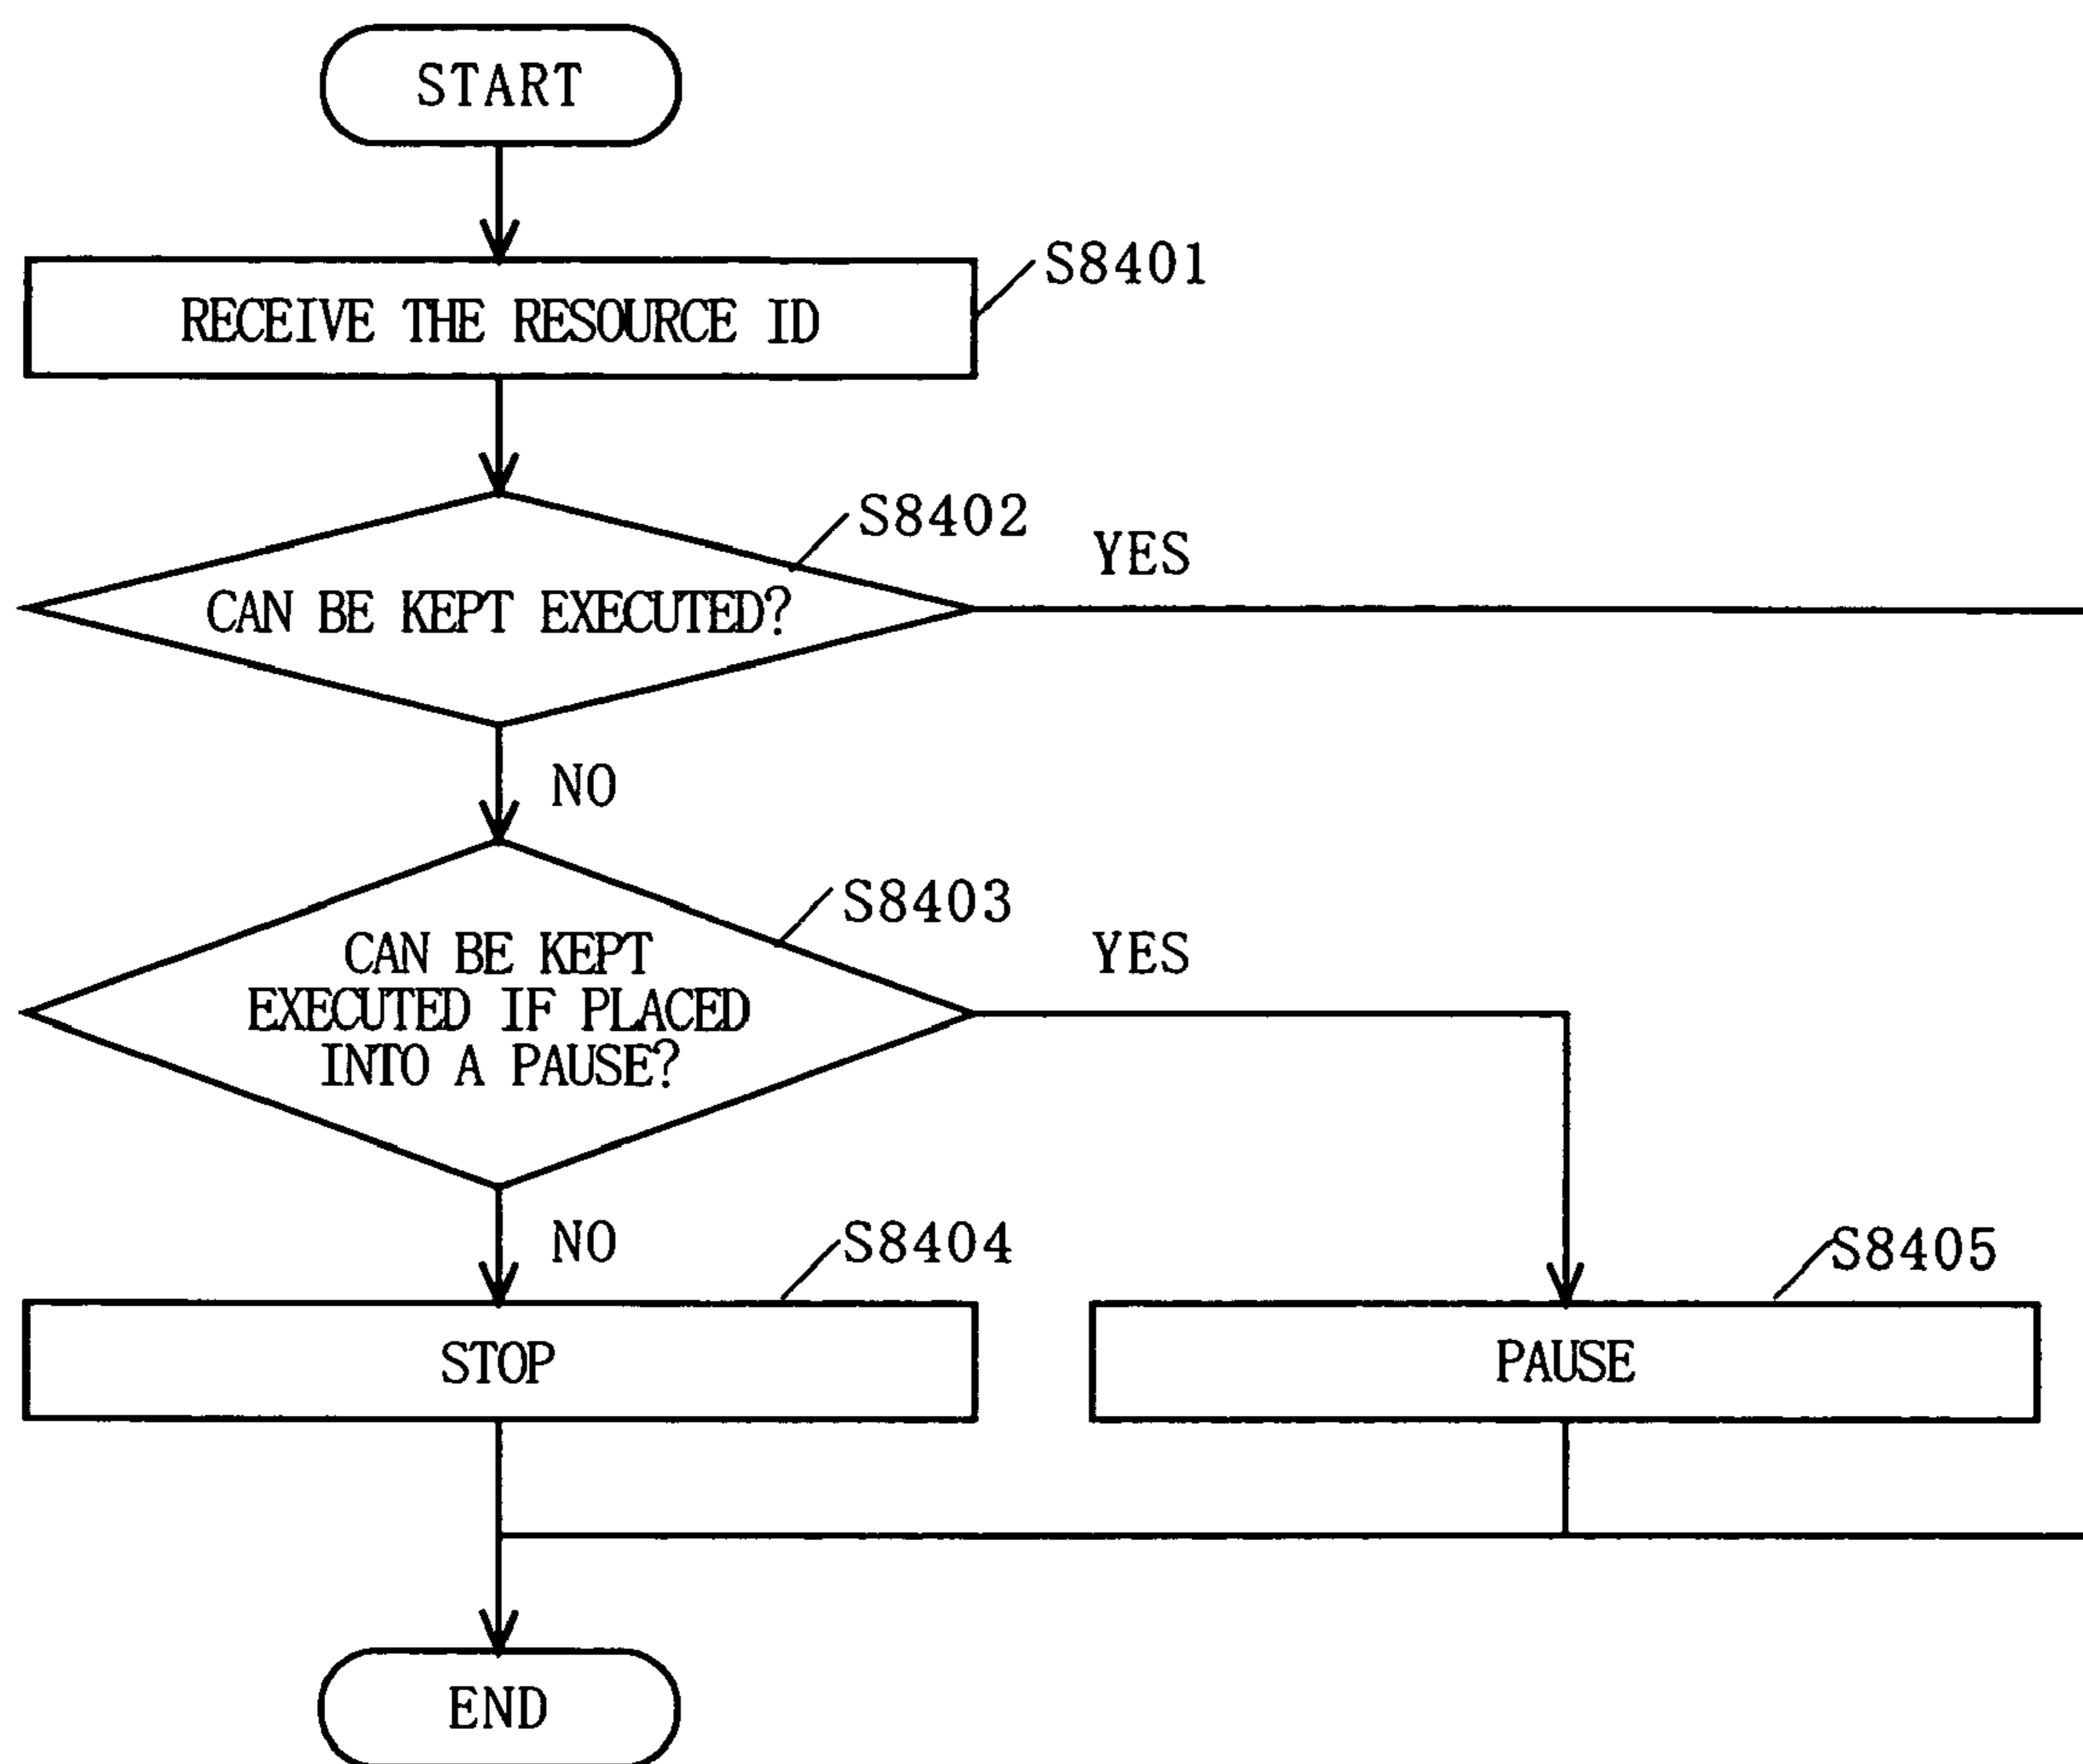 START
S8401
RECEIVE THE RESOURCE ID
S8402
YES
CAN BE KEPT EXECUTED?
NO
S8403
YES
CAN BE KEPT
EXECUTED IF PLACED
INTO A PAUSE?
NO
S8404
S8405
STOP
PAUSE
END